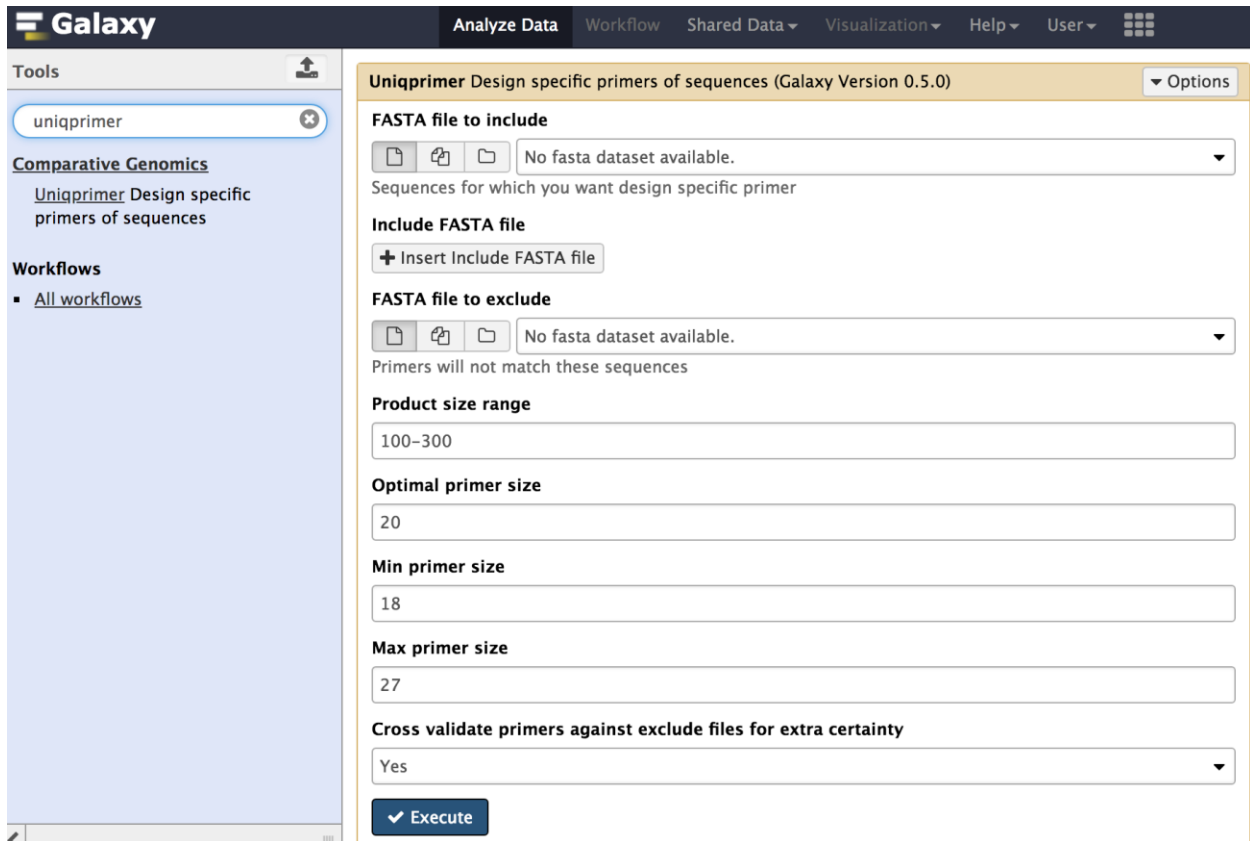 Galaxy
Analyze Data Workflow Shared Data Visualization Help User
Tools
uniqprimer
Comparative Genomics
Uniqprimer Design specific
primers of sequences
Workflows
All workflows
Uniqprimer Design specific primers of sequences (Galaxy Version 0.5.0)
Options
FASTA file to include
No fasta dataset available.
Sequences for which you want design specific primer
Include FASTA file
Insert Include FASTA file
FASTA file to exclude
No fasta dataset available.
Primers will not match these sequences
Product size range
100-300
Optimal primer size
20
Min primer size
18
Max primer size
27
Cross validate primers against exclude files for extra certainty
Yes
Execute